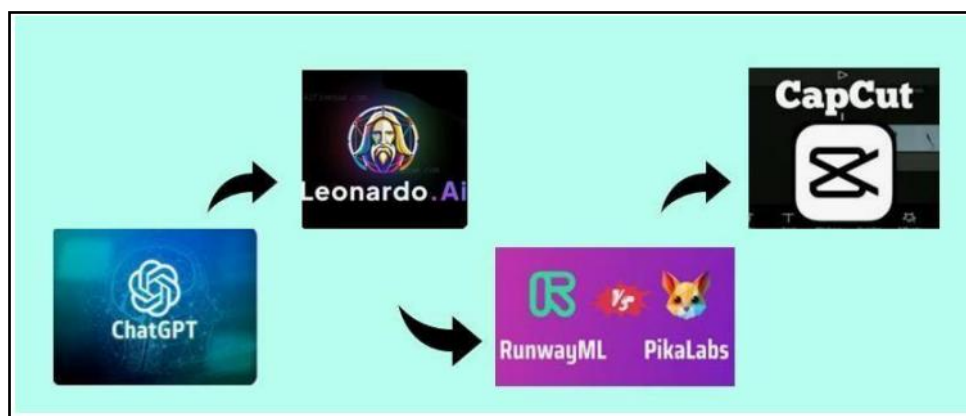 CapCut
Leonardo.Ai
ChatGPT
VS
RunwayML
PikaLabs